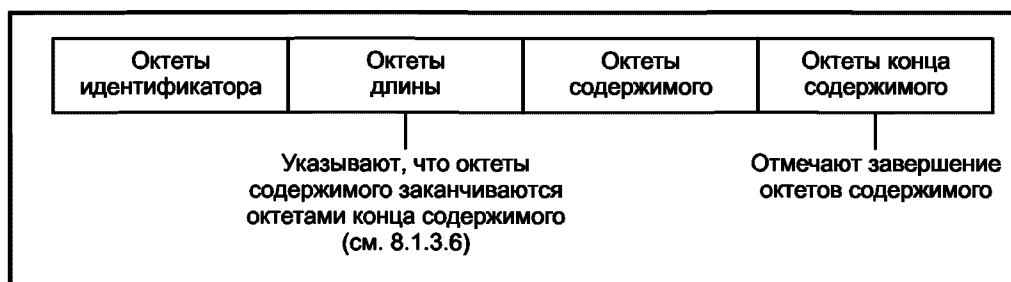 Октеты
идентификатора
Октеты
длины
Октеты
содержимого
Октеты конца
содержимого
Указывают, что октеты
содержимого заканчиваются
октетами конца содержимого
(см. 8.1.3.6)
Отмечают завершение
октетов содержимого